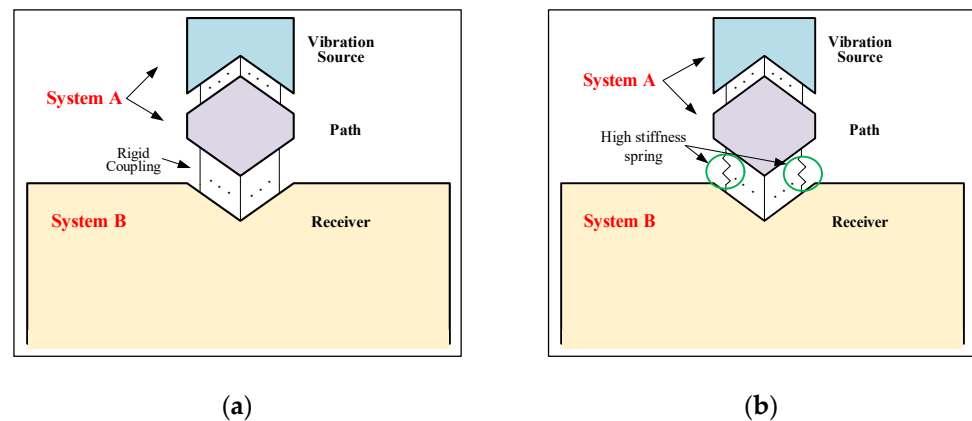 Vibration
Source
System A
Path
Rigid
Coupling
System B
Receiver
(a)
Vibration
Source
System A
Path
High stiffness
spring
System B
Receiver
(b)